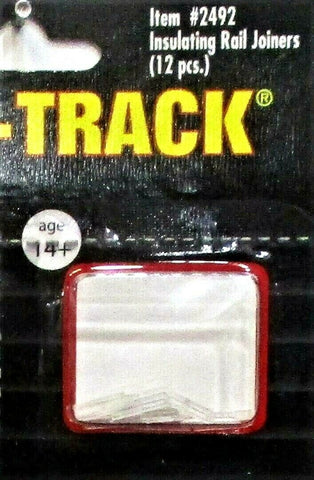 Item #2492
Insulating Rail Joiners
(12 pcs.)
-TRACK®
age
14+